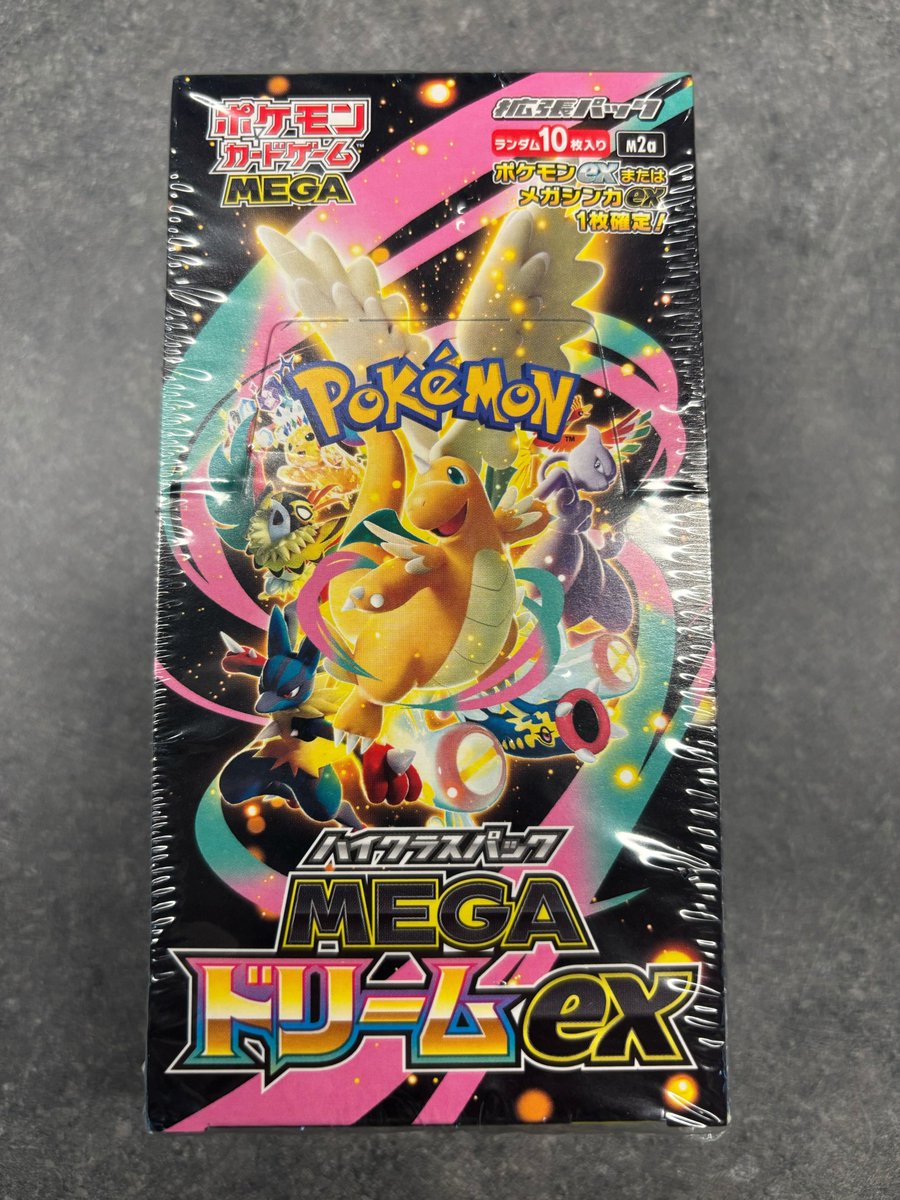 ポケモン
カードゲーム™
MEGA
拡張パック
ランダム10枚入り
M2a
ポケモンexまたは
メガシンカex
1枚確定!
POKéMON™
ハイクラスパック
MEGA
ドリームex